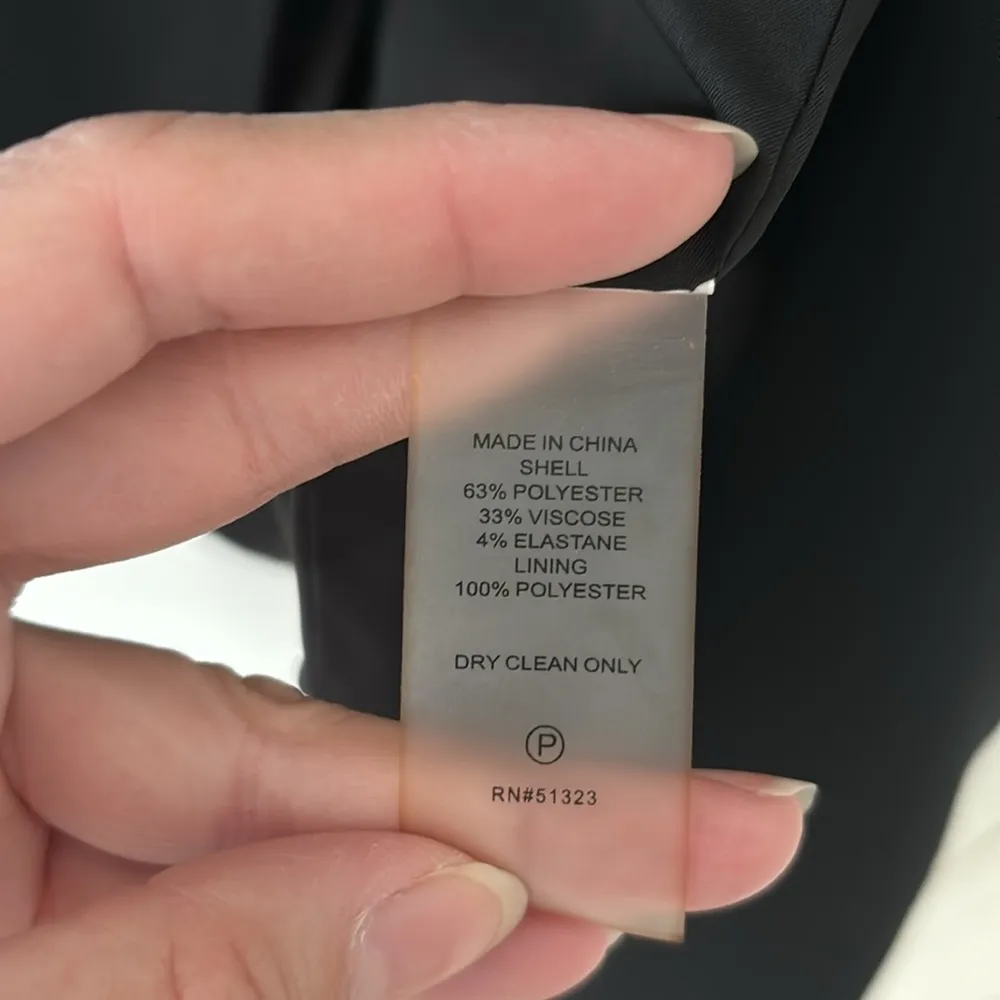 MADE IN CHINA
SHELL
63% POLYESTER
33% VISCOSE
4% ELASTANE
LINING
100% POLYESTER
DRY CLEAN ONLY
P
RN#51323